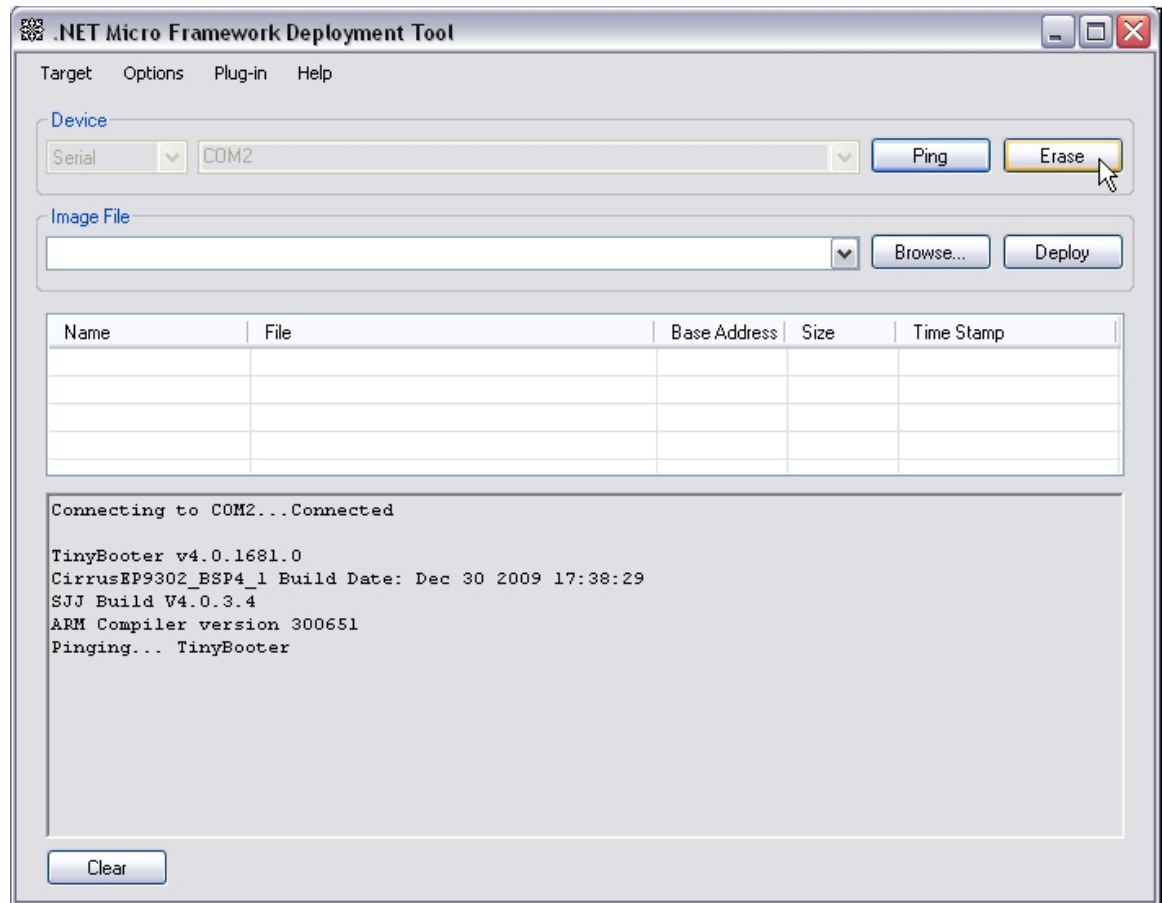 .NET Micro Framework Deployment Tool
Target Options Plug-in Help
Device
Serial COM2 Ping Erase
Image File
Browse... Deploy
Name File Base Address Size Time Stamp
Connecting to COM2...Connected
TinyBooter v4.0.1681.0
CirrusEP9302_BSP4_1 Build Date: Dec 30 2009 17:38:29
SJJ Build V4.0.3.4
ARM Compiler version 300651
Pinging... TinyBooter
Clear